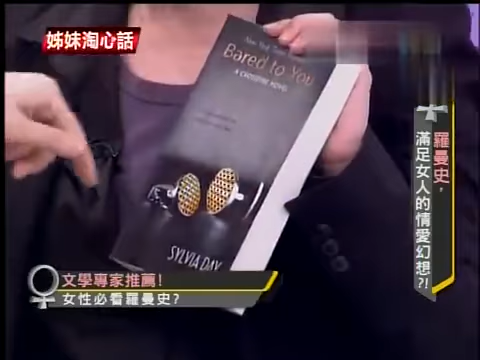 姊妹淘心話
New York Times
Bared to You
A CROSSFIRE NOVEL
SYLVIA DAY
羅曼史,
滿足女人的情愛幻想?!
文學專家推薦!
女性必看羅曼史?